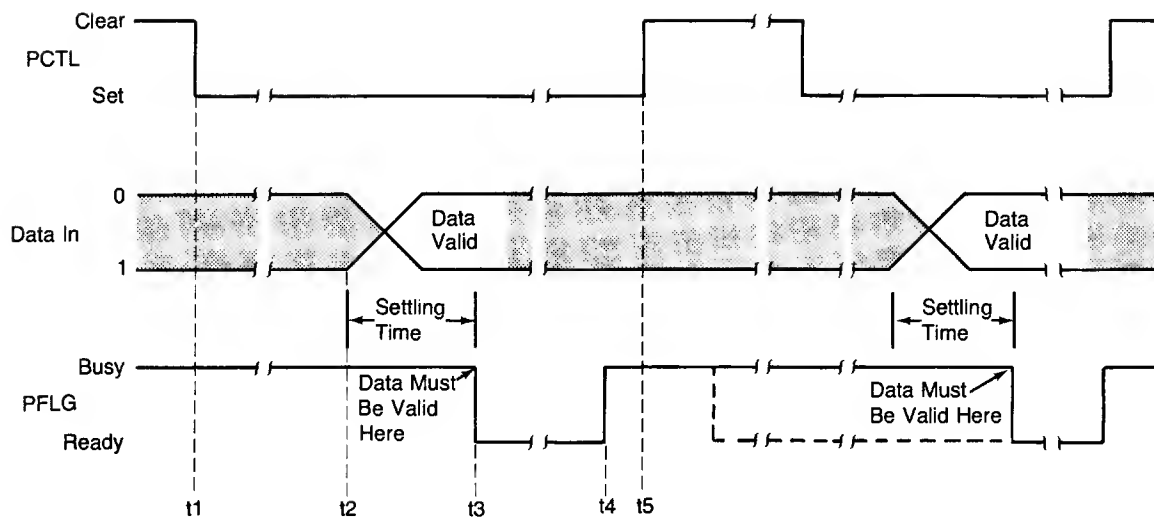 Clear
PCTL
Set
0
Data In
1
Data
Valid
Data
Valid
Settling
Time
Settling
Time
Busy
PFLG
Ready
Data Must
Be Valid
Here
Data Must
Be Valid Here
t1
t2
t3
t4
t5